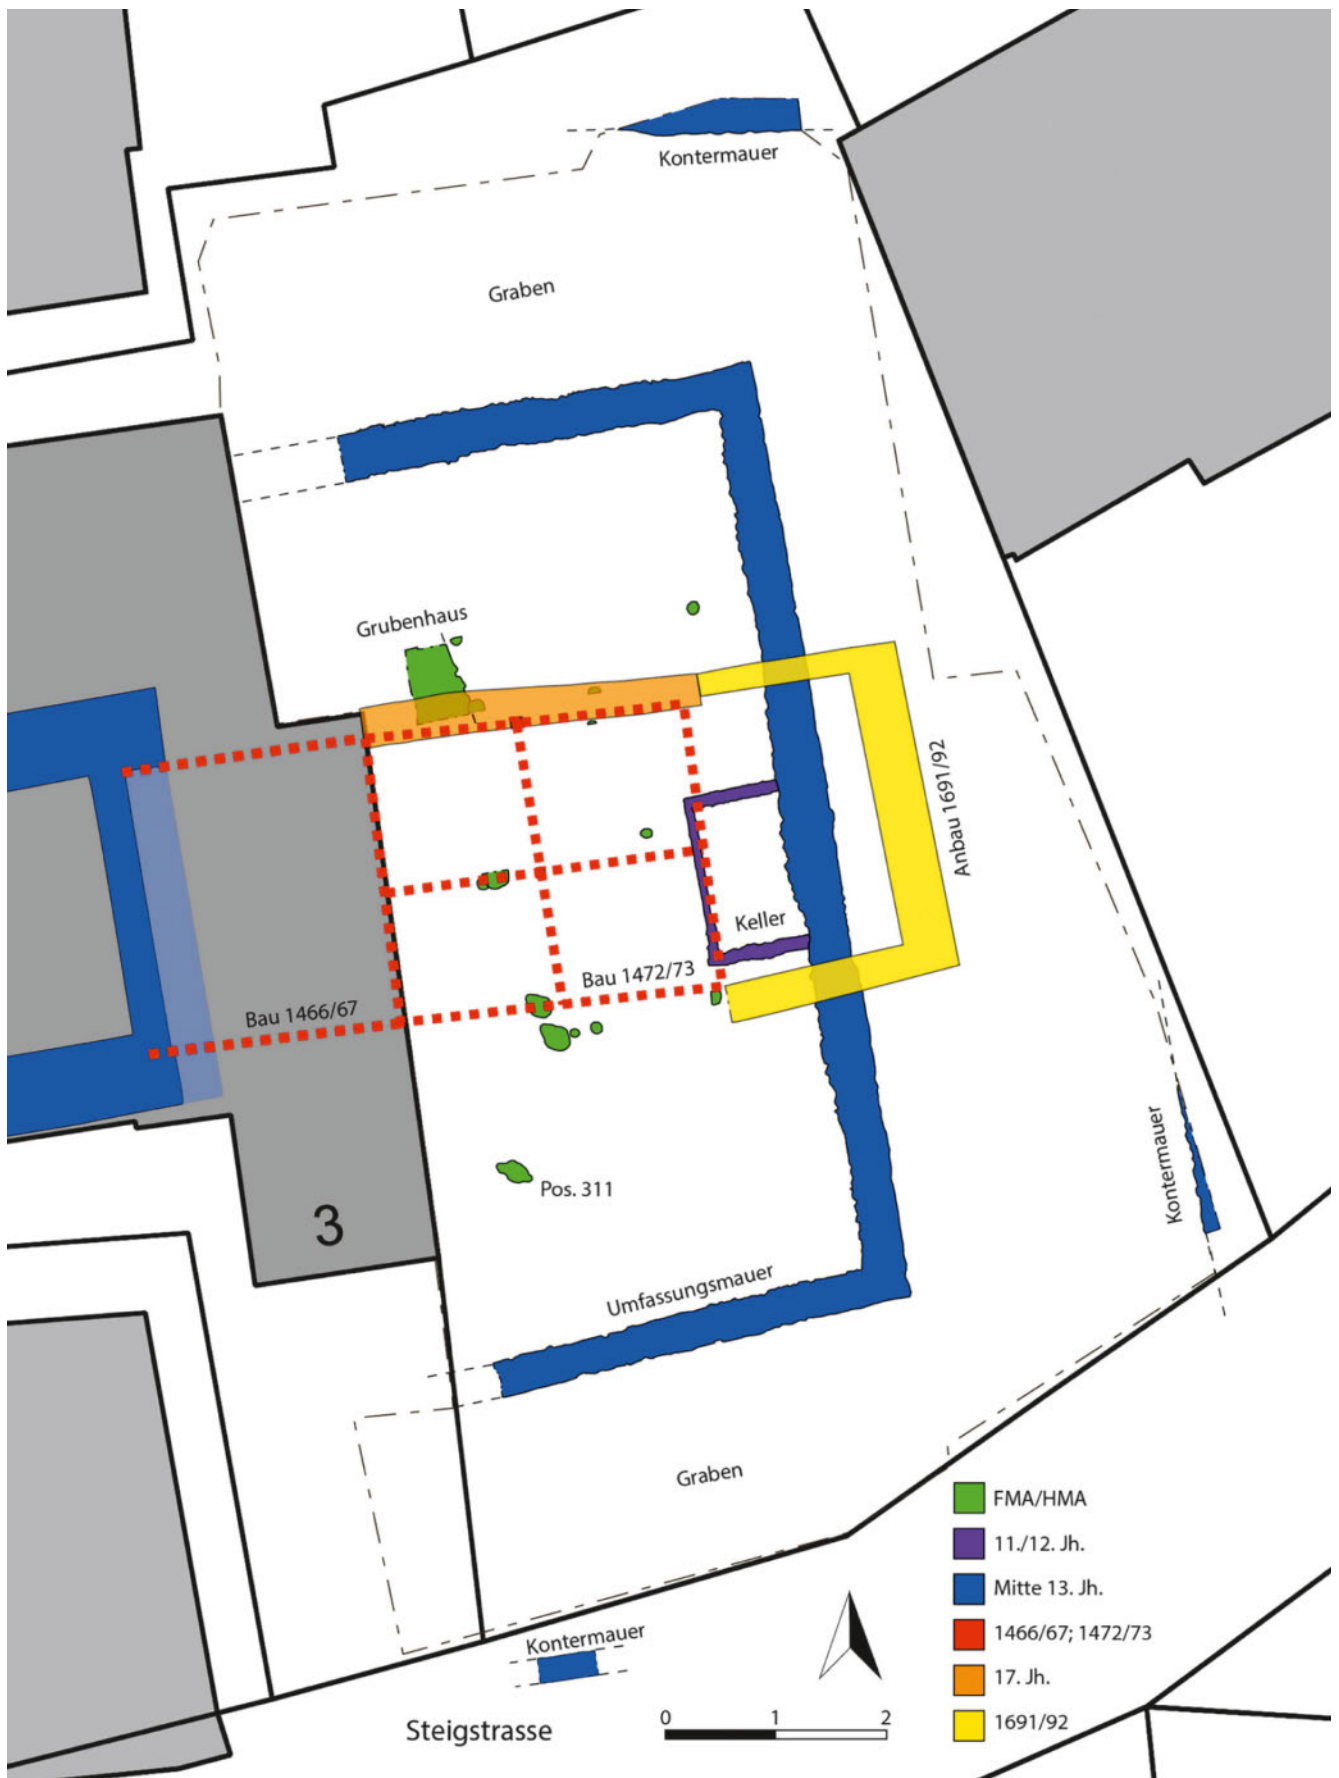 Kontermauer
Graben
Grubenhaus
Anbau 1691/92
Keller
Bau 1472/73
Bau 1466/67
Kontermauer
Pos. 311
3
Umfassungsmauer
Graben
FMA/HMA
11./12. Jh.
Mitte 13. Jh.
1466/67; 1472/73
17. Jh.
1691/92
Kontermauer
Steigstrasse
0 1 2